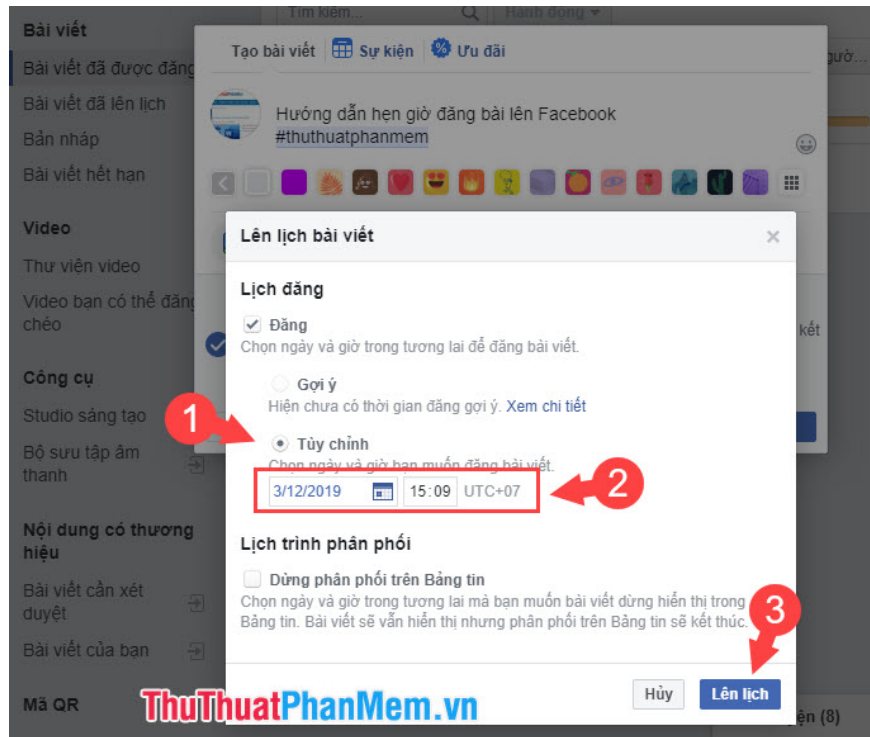 Tìm kiếm...
Hành động
Bài viết
Bài viết đã được đăng
Bài viết đã lên lịch
Bản nháp
Bài viết hết hạn
Video
Thư viện video
Video bạn có thể đăng
chéo
Công cụ
Studio sáng tạo
Bộ sưu tập âm
thanh
Nội dung có thương
hiệu
Bài viết cần xét
duyệt
Bài viết của bạn
Mã QR
Tạo bài viết
Sự kiện
Ưu đãi
Hướng dẫn hẹn giờ đăng bài lên Facebook
#thuthuatphanmem
kết
Lên lịch bài viết
Lịch đăng
Đăng
Chọn ngày và giờ trong tương lai để đăng bài viết.
Gợi ý
Hiện chưa có thời gian đăng gợi ý. Xem chi tiết
1
Tùy chỉnh
Chọn ngày và giờ bạn muốn đăng bài viết.
3/12/2019 15:09 UTC+07
2
Lịch trình phân phối
Dừng phân phối trên Bảng tin
Chọn ngày và giờ trong tương lai mà bạn muốn bài viết dừng hiển thị trong
Bảng tin. Bài viết sẽ vẫn hiển thị nhưng phân phối trên Bảng tin sẽ kết thúc.
3
Hủy Lên lịch
ThuThuatPhanMem.vn
(8)